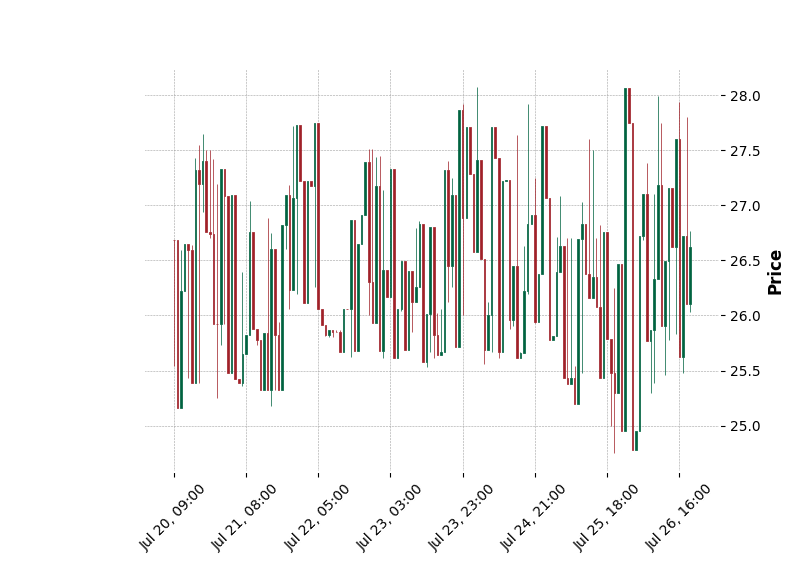 28.0
27.5
27.0
26.5
26.0
25.5
25.0
Price
Jul 20, 09:00
Jul 21, 08:00
Jul 22, 05:00
Jul 23, 03:00
Jul 23, 23:00
Jul 24, 21:00
Jul 25, 18:00
Jul 26, 16:00